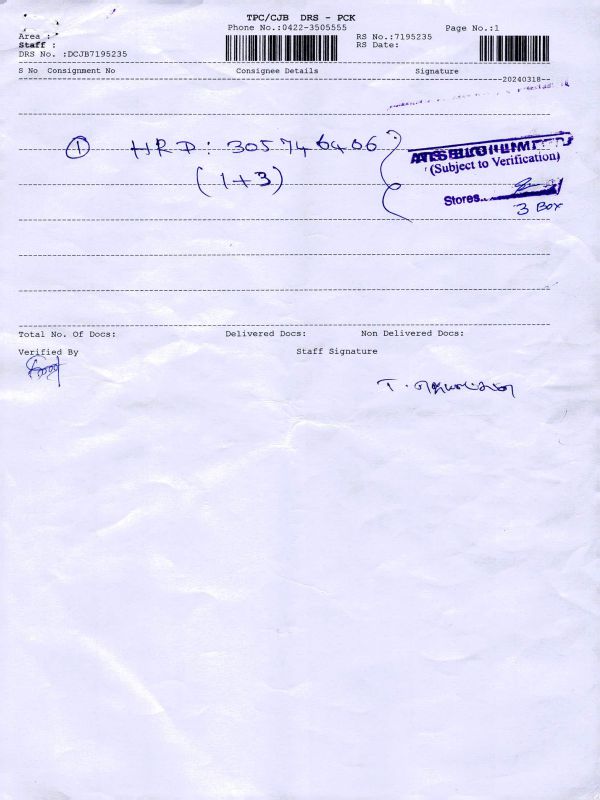 TPC/CJB DRS - PCK
Phone No.:0422-3505555
Page No.:1
Area :
RS No.:7195235
Staff :
RS Date:
DRS No. :DCJB7195235
S No Consignment No Consignee Details Signature
20240318
① HRD: 305746406
(1+3)
(Subject to Verification)
Stores
3 Box
Total No. Of Docs: Delivered Docs: Non Delivered Docs:
Verified By Staff Signature